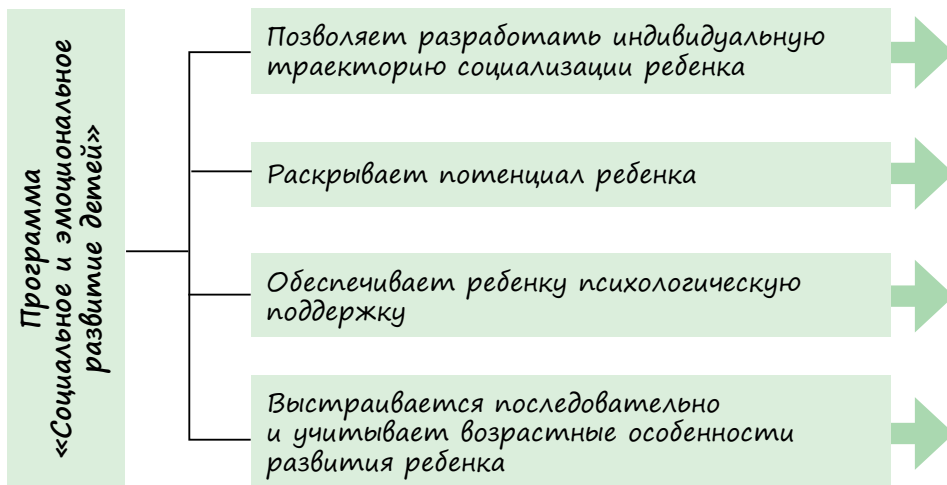 Программа
«Социальное и эмоциональное
развитие детей»
Позволяет разработать индивидуальную
траекторию социализации ребенка
Раскрывает потенциал ребенка
Обеспечивает ребенку психологическую
поддержку
Выстраивается последовательно
и учитывает возрастные особенности
развития ребенка